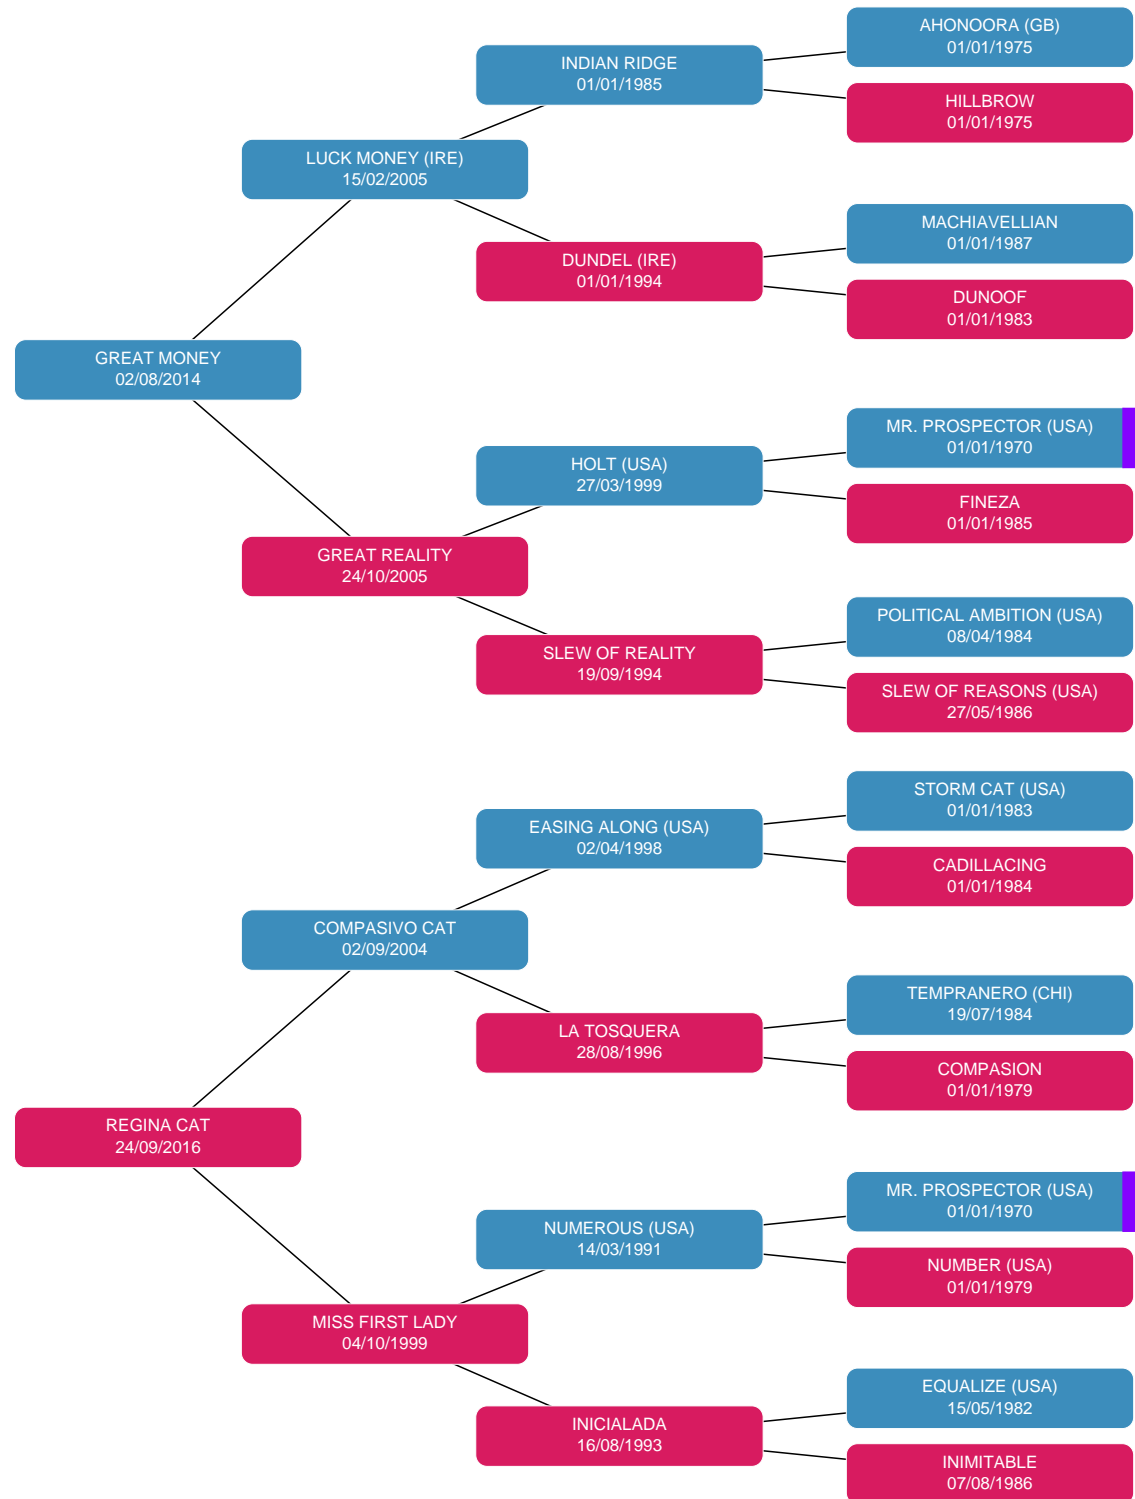 AHONOORA (GB)
01/01/1975
INDIAN RIDGE
01/01/1985
HILLBROW
01/01/1975
LUCK MONEY (IRE)
15/02/2005
MACHIAVELLIAN
01/01/1987
DUNDEL (IRE)
01/01/1994
DUNOOF
01/01/1983
GREAT MONEY
02/08/2014
MR. PROSPECTOR (USA)
01/01/1970
HOLT (USA)
27/03/1999
FINEZA
01/01/1985
GREAT REALITY
24/10/2005
POLITICAL AMBITION (USA)
08/04/1984
SLEW OF REALITY
19/09/1994
SLEW OF REASONS (USA)
27/05/1986
STORM CAT (USA)
01/01/1983
EASING ALONG (USA)
02/04/1998
CADILLACING
01/01/1984
COMPASIVO CAT
02/09/2004
TEMPRANERO (CHI)
19/07/1984
LA TOSQUERA
28/08/1996
COMPASION
01/01/1979
REGINA CAT
24/09/2016
MR. PROSPECTOR (USA)
01/01/1970
NUMEROUS (USA)
14/03/1991
NUMBER (USA)
01/01/1979
MISS FIRST LADY
04/10/1999
EQUALIZE (USA)
15/05/1982
INICIALADA
16/08/1993
INIMITABLE
07/08/1986